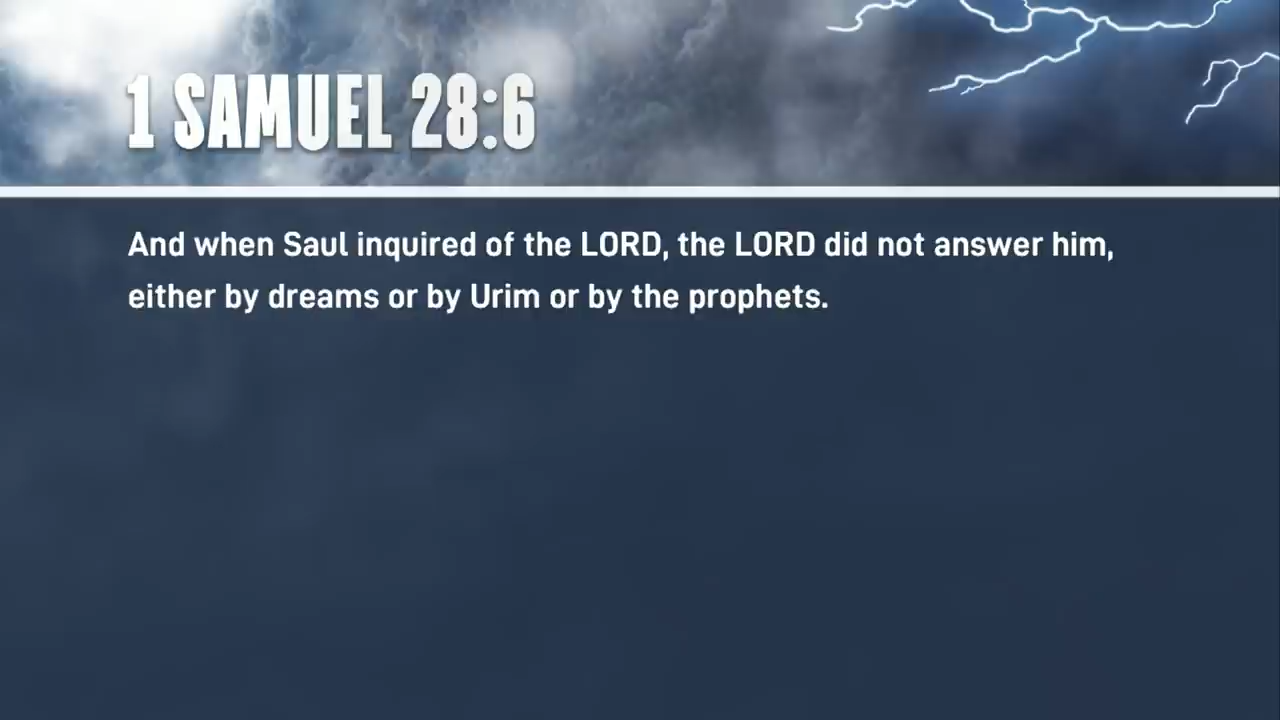 1 SAMUEL 28:6
And when Saul inquired of the LORD, the LORD did not answer him,
either by dreams or by Urim or by the prophets.